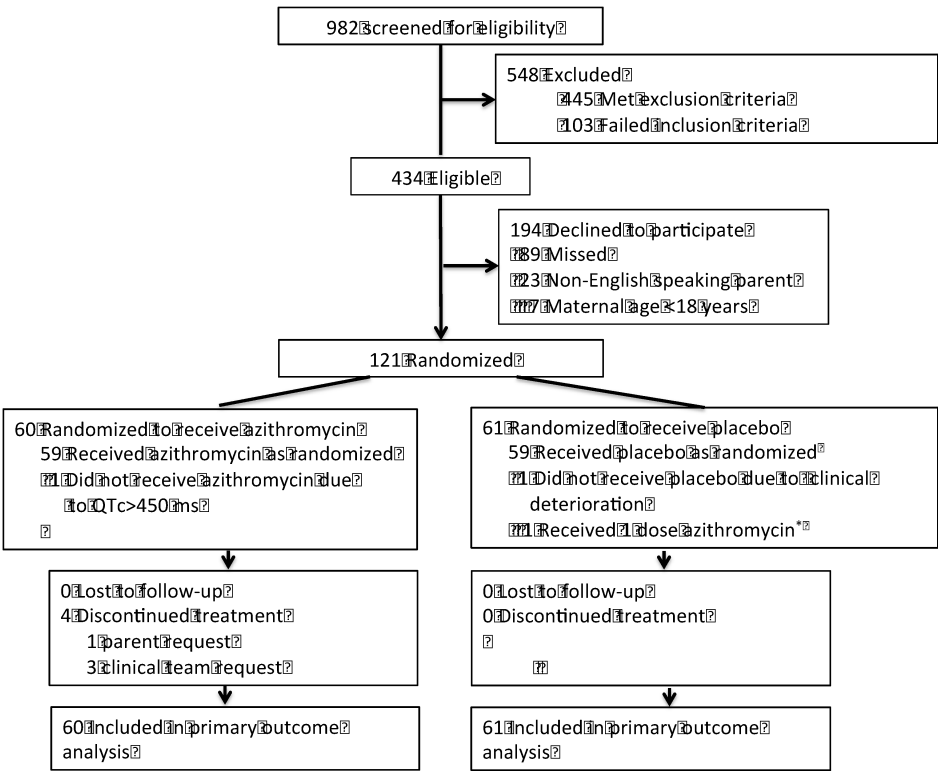 982 screened for eligibility
548 Excluded
445 Met exclusion criteria
103 Failed inclusion criteria
434 Eligible
194 Declined to participate
89 Missed
23 Non-English speaking parent
7 Maternal age <18 years
121 Randomized
60 Randomized to receive azithromycin
59 Received azithromycin as randomized
1 Did not receive azithromycin due
to QTc>450 ms
61 Randomized to receive placebo
59 Received placebo as randomized
1 Did not receive placebo due to clinical
deterioration
1 Received 1 dose azithromycin*
0 Lost to follow-up
4 Discontinued treatment
1 parent request
3 clinical team request
0 Lost to follow-up
0 Discontinued treatment
60 Included in primary outcome
analysis
61 Included in primary outcome
analysis